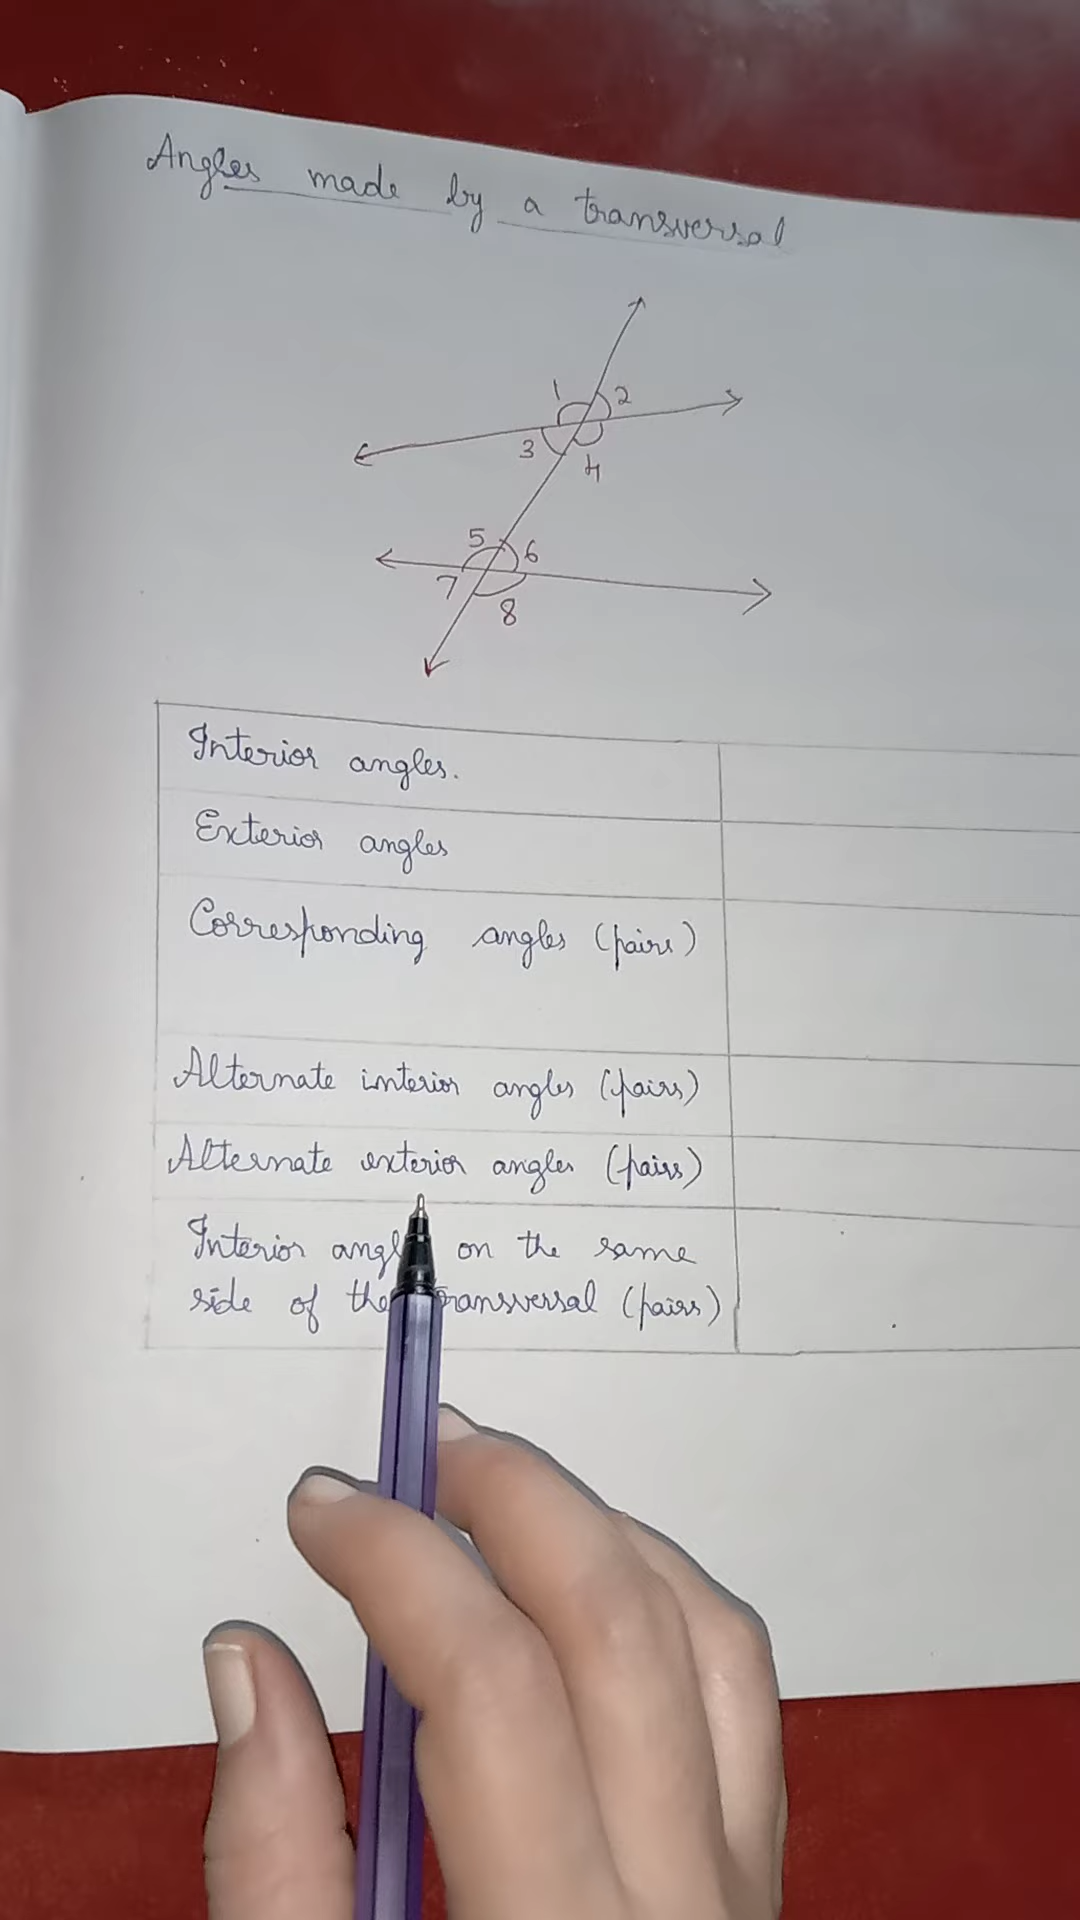 Angles made by a transversal
1 2
3 4
5 6
7 8
Interior angles.
Exterior angles
Corresponding angles (pairs)
Alternate interior angles (pairs)
Alternate exterior angles (pairs)
Interior on the same
side of the transversal (pairs)